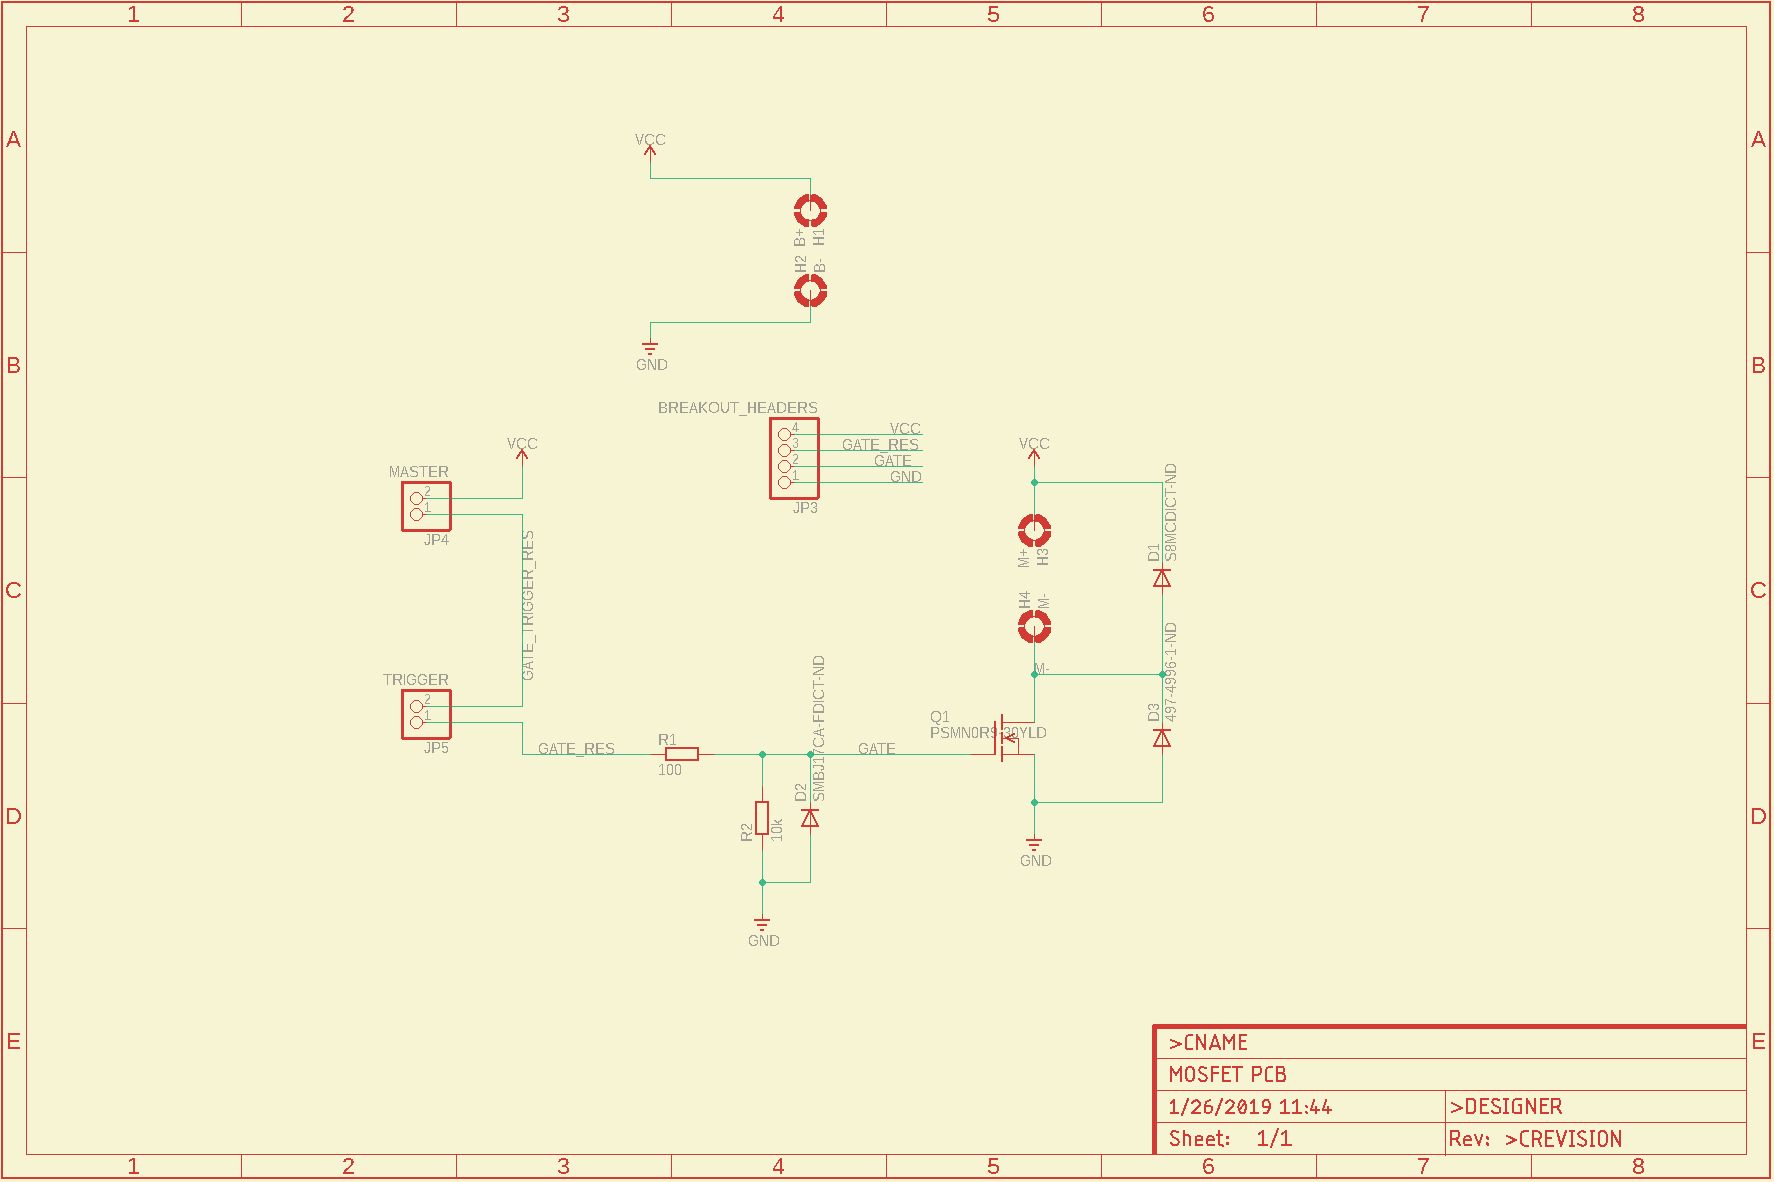 1 2 3 4 5 6 7 8
A A
VCC
B+ H1
H2 B-
GND
B B
BREAKOUT_HEADERS
4 VCC
3 GATE_RES
2 GATE
1 GND
JP3
VCC
MASTER
2
1
JP4
GATE_TRIGGER_RES
VCC
M+ H3
H4 M-
M-
D1 S8MCDICT-ND
D3 497-4996-1-ND
C C
TRIGGER
2
1
JP5
GATE_RES
R1
100
GATE
D2 SMBJ17CA-FDICT-ND
R2 10k
GND
Q1
PSMN0R9-30YLD
GND
D D
E E
>CNAME
MOSFET PCB
1/26/2019 11:44 >DESIGNER
Sheet: 1/1 Rev: >CREVISION
1 2 3 4 5 6 7 8